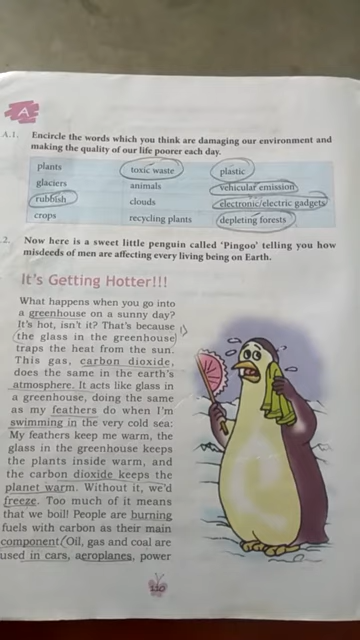 A
A.1. Encircle the words which you think are damaging our environment and
making the quality of our life poorer each day.
plants toxic waste plastic
glaciers animals vehicular emission
rubbish clouds electronic/electric gadgets
crops recycling plants depleting forests
2. Now here is a sweet little penguin called 'Pingoo' telling you how
misdeeds of men are affecting every living being on Earth.
It's Getting Hotter!!!
What happens when you go into
a greenhouse on a sunny day?
It's hot, isn't it? That's because
the glass in the greenhouse
traps the heat from the sun.
This gas, carbon dioxide,
does the same in the earth's
atmosphere. It acts like glass in
a greenhouse, doing the same
as my feathers do when I'm
swimming in the very cold sea:
My feathers keep me warm, the
glass in the greenhouse keeps
the plants inside warm, and
the carbon dioxide keeps the
planet warm. Without it, we'd
freeze. Too much of it means
that we boil! People are burning
fuels with carbon as their main
component. Oil, gas and coal are
used in cars, aeroplanes, power
110